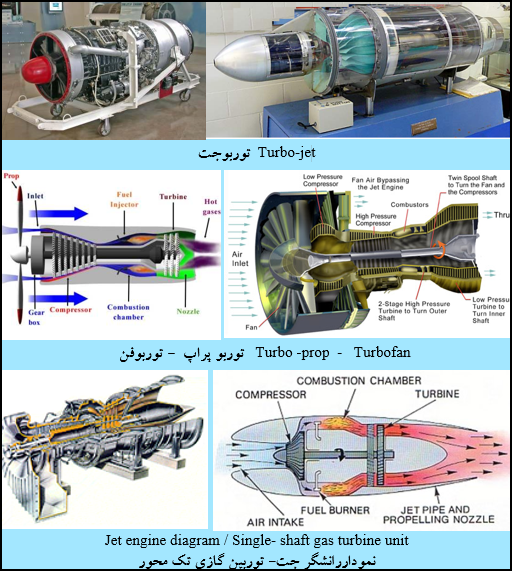 توربوجت Turbo-jet
Prop
Inlet
Fuel
Injector
Turbine
Hot
gases
Gear
box
Compressor
Combustion
chamber
Nozzle
Low Pressure
Compressor
Fan Air Bypassing
the Jet Engine
High Pressure
Compressor
Combustors
Twin Spool Shaft
to Turn the Fan and
the Compressors
Thru
Air
Inlet
Fan
2-Stage High Pressure
Turbine to Turn Outer
Shaft
Low Pressure
Turbine to
Turn Inner
Shaft
توربو پراپ - توربوفن Turbo -prop - Turbofan
COMPRESSOR
COMBUSTION CHAMBER
TURBINE
AIR INTAKE
FUEL BURNER
JET PIPE AND
PROPELLING NOZZLE
Jet engine diagram / Single- shaft gas turbine unit
نمودار رانشگر جت- توربین گازی تک محور